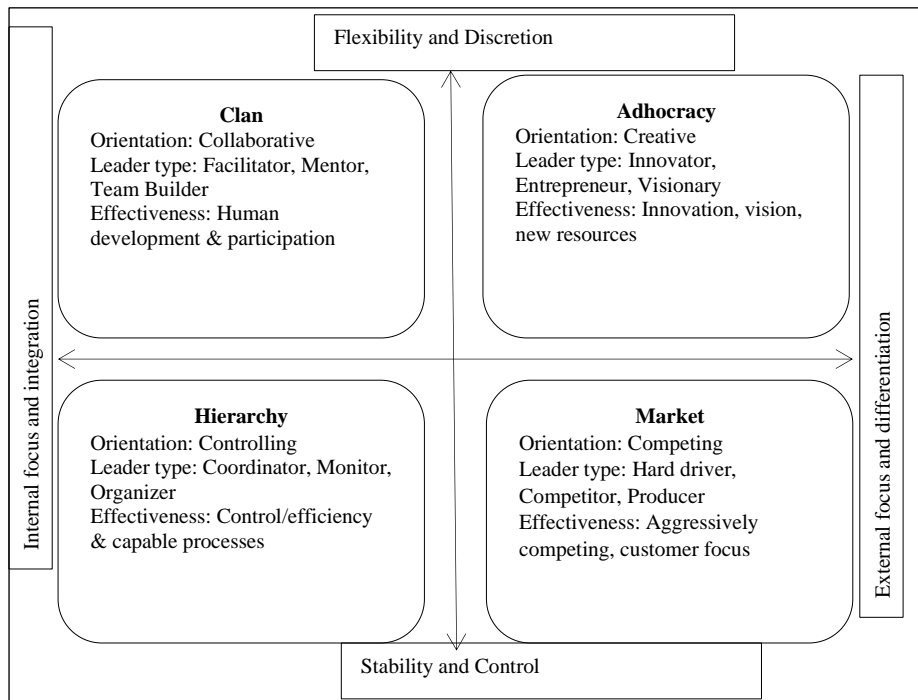 Flexibility and Discretion
Internal focus and integration
Clan
Orientation: Collaborative
Leader type: Facilitator, Mentor,
Team Builder
Effectiveness: Human
development & participation
Adhocracy
Orientation: Creative
Leader type: Innovator,
Entrepreneur, Visionary
Effectiveness: Innovation, vision,
new resources
External focus and differentiation
Hierarchy
Orientation: Controlling
Leader type: Coordinator, Monitor,
Organizer
Effectiveness: Control/efficiency
& capable processes
Market
Orientation: Competing
Leader type: Hard driver,
Competitor, Producer
Effectiveness: Aggressively
competing, customer focus
Stability and Control